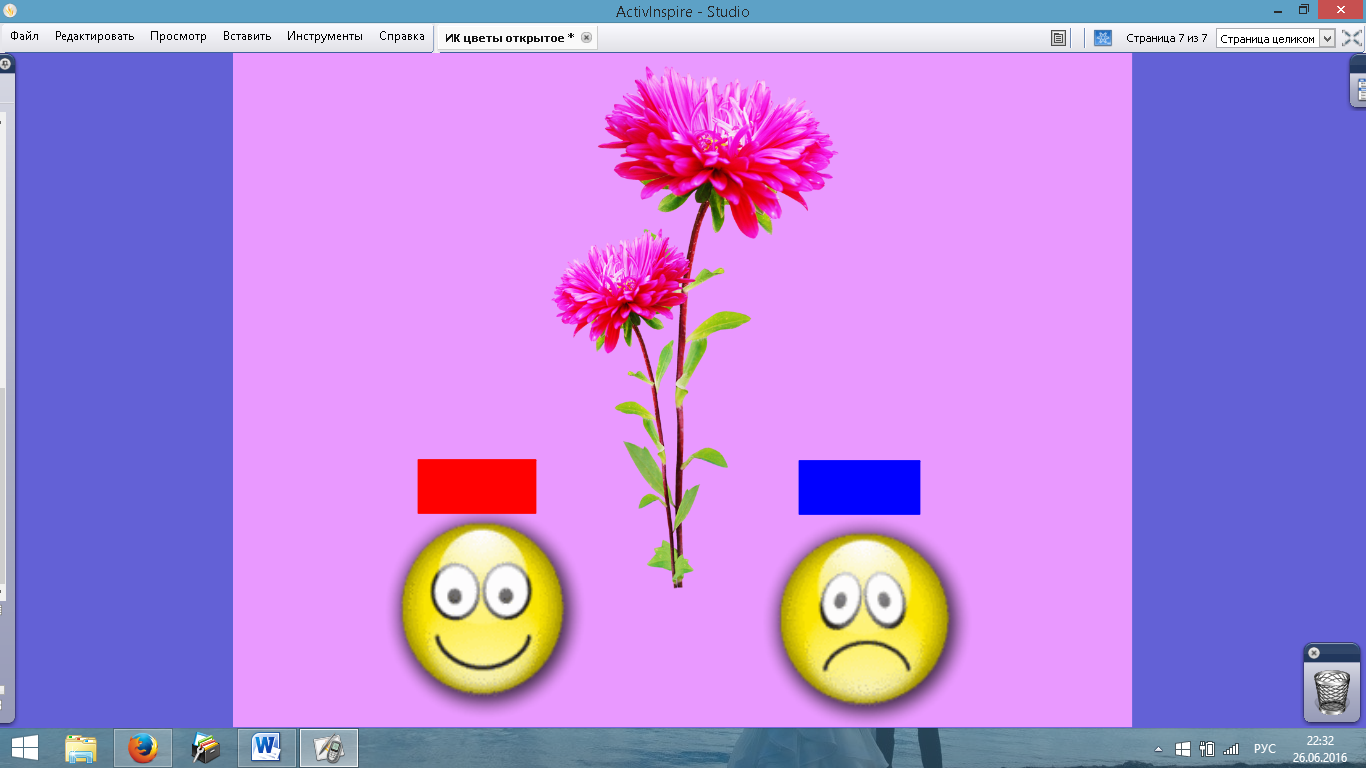 ActivInspire - Studio
Файл Редактировать Просмотр Вставить Инструменты Справка
ИК цветы открытое *
Страница 7 из 7
Страница целиком
РУС
22:32
26.06.2016